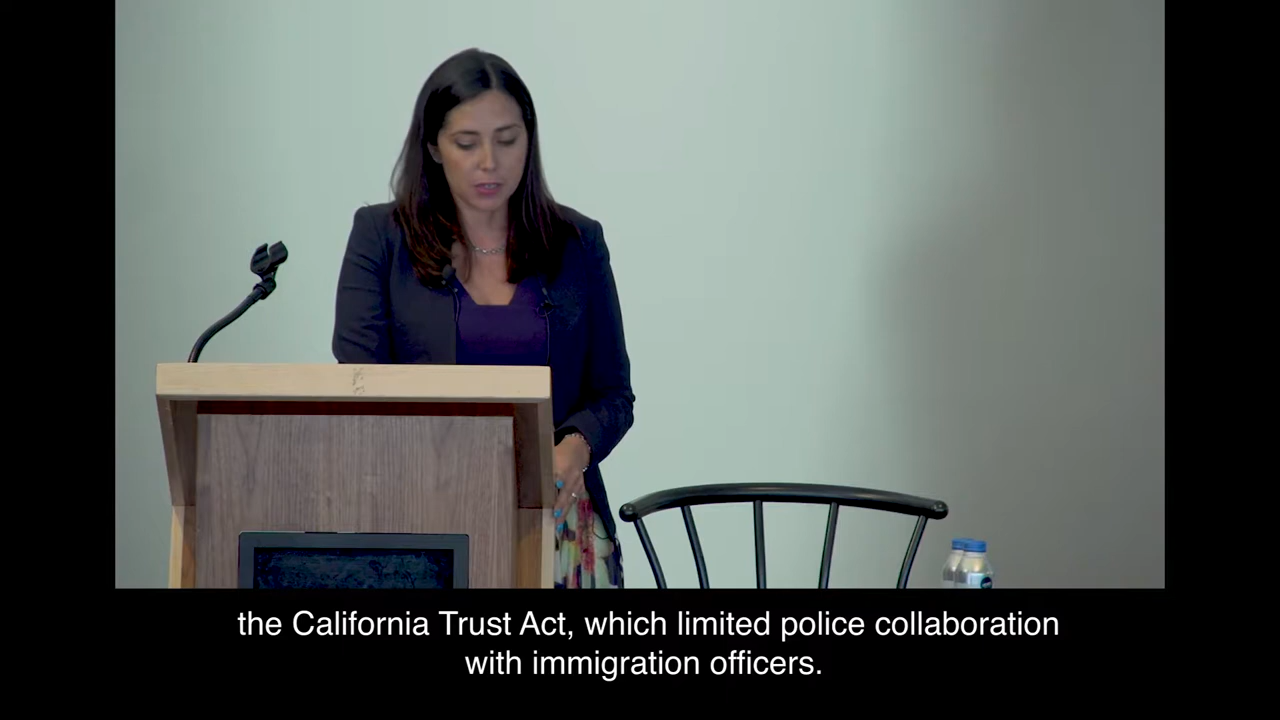 the California Trust Act, which limited police collaboration
with immigration officers.